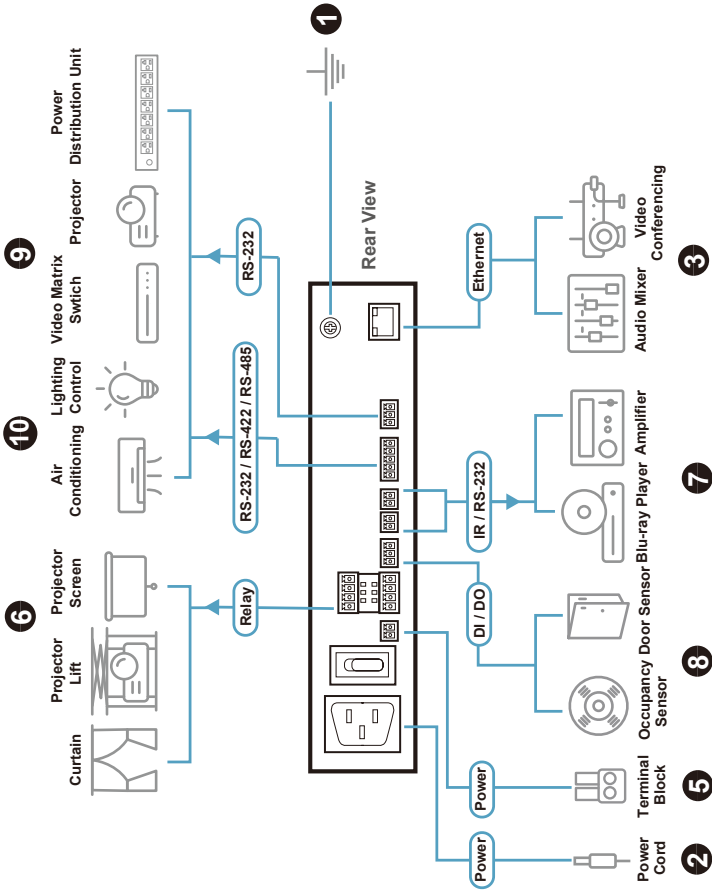 6
10
9
Curtain
Projector
Lift
Projector
Screen
Air
Conditioning
Lighting
Control
Video Matrix
Swtich
Projector
Power
Distribution Unit
Relay
RS-232 / RS-422 / RS-485
RS-232
1
Rear View
Power
Power
DI / DO
IR / RS-232
Ethernet
Power
Cord
Terminal
Block
Occupancy
Sensor
Door Sensor
Blu-ray Player
Amplifier
Audio Mixer
Video
Conferencing
2
5
8
7
3